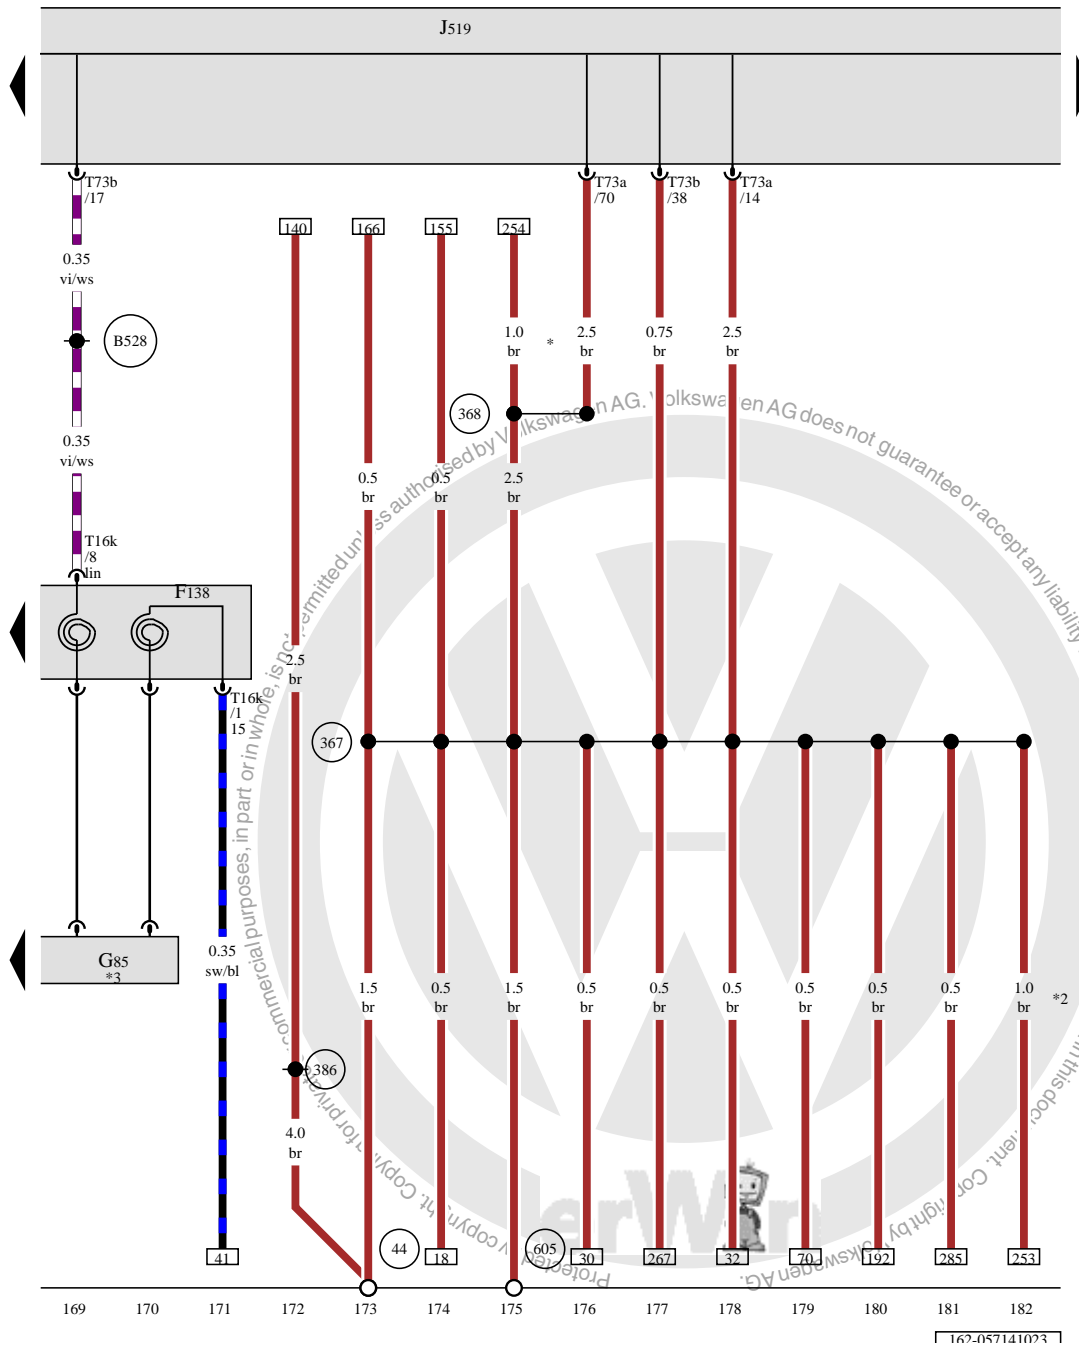 J519
T73b
/17
T73a
/70
T73b
/38
T73a
/14
140
166
155
254
0.35
vi/ws
B528
1.0
br
*
2.5
br
0.75
br
2.5
br
368
0.35
vi/ws
0.5
br
0.5
br
2.5
br
T16k
/8
lin
F138
2.5
br
T16k
/1
15
367
G85
*3
0.35
sw/bl
1.5
br
0.5
br
1.5
br
0.5
br
0.5
br
0.5
br
0.5
br
0.5
br
0.5
br
1.0
br
*2
386
4.0
br
44
605
41
18
30
267
32
70
192
285
253
169 170 171 172 173 174 175 176 177 178 179 180 181 182
162-057141023